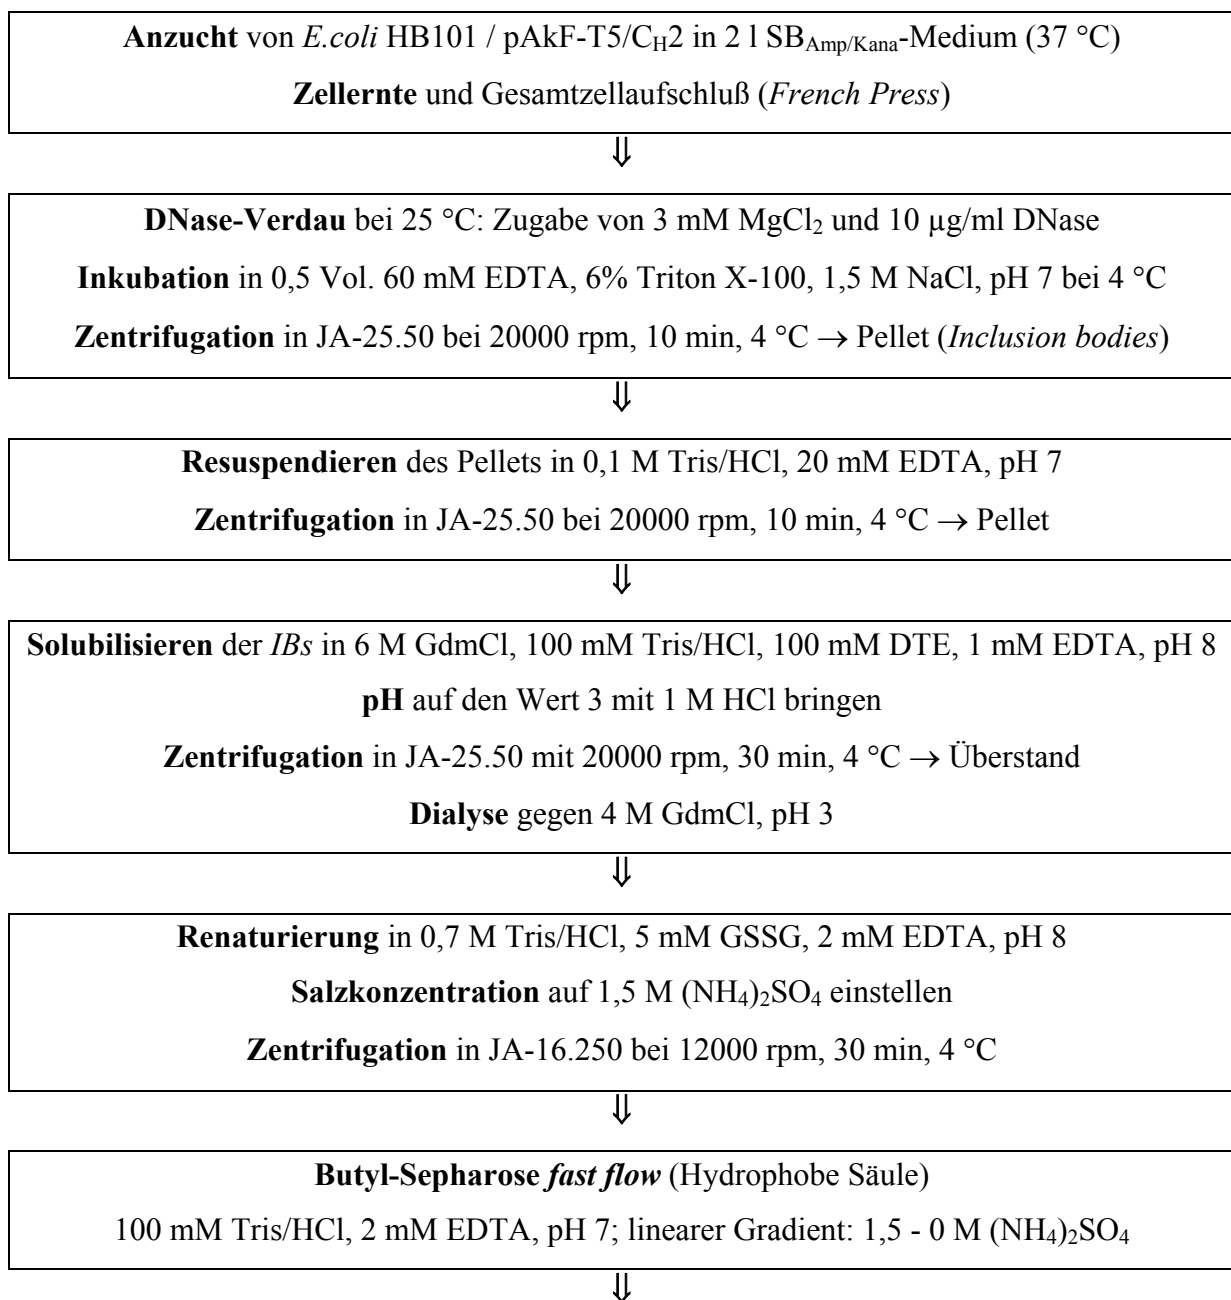 Anzucht von E.coli HB101 / pAkF-T5/CH2 in 2 l SBAmp/Kana-Medium (37 °C)
Zellernte und Gesamtzellaufschluß (French Press)
⇓
DNase-Verdau bei 25 °C: Zugabe von 3 mM MgCl2 und 10 µg/ml DNase
Inkubation in 0,5 Vol. 60 mM EDTA, 6% Triton X-100, 1,5 M NaCl, pH 7 bei 4 °C
Zentrifugation in JA-25.50 bei 20000 rpm, 10 min, 4 °C → Pellet (Inclusion bodies)
⇓
Resuspendieren des Pellets in 0,1 M Tris/HCl, 20 mM EDTA, pH 7
Zentrifugation in JA-25.50 bei 20000 rpm, 10 min, 4 °C → Pellet
⇓
Solubilisieren der IBs in 6 M GdmCl, 100 mM Tris/HCl, 100 mM DTE, 1 mM EDTA, pH 8
pH auf den Wert 3 mit 1 M HCl bringen
Zentrifugation in JA-25.50 mit 20000 rpm, 30 min, 4 °C → Überstand
Dialyse gegen 4 M GdmCl, pH 3
⇓
Renaturierung in 0,7 M Tris/HCl, 5 mM GSSG, 2 mM EDTA, pH 8
Salzkonzentration auf 1,5 M (NH4)2SO4 einstellen
Zentrifugation in JA-16.250 bei 12000 rpm, 30 min, 4 °C
⇓
Butyl-Sepharose fast flow (Hydrophobe Säule)
100 mM Tris/HCl, 2 mM EDTA, pH 7; linearer Gradient: 1,5 - 0 M (NH4)2SO4
⇓